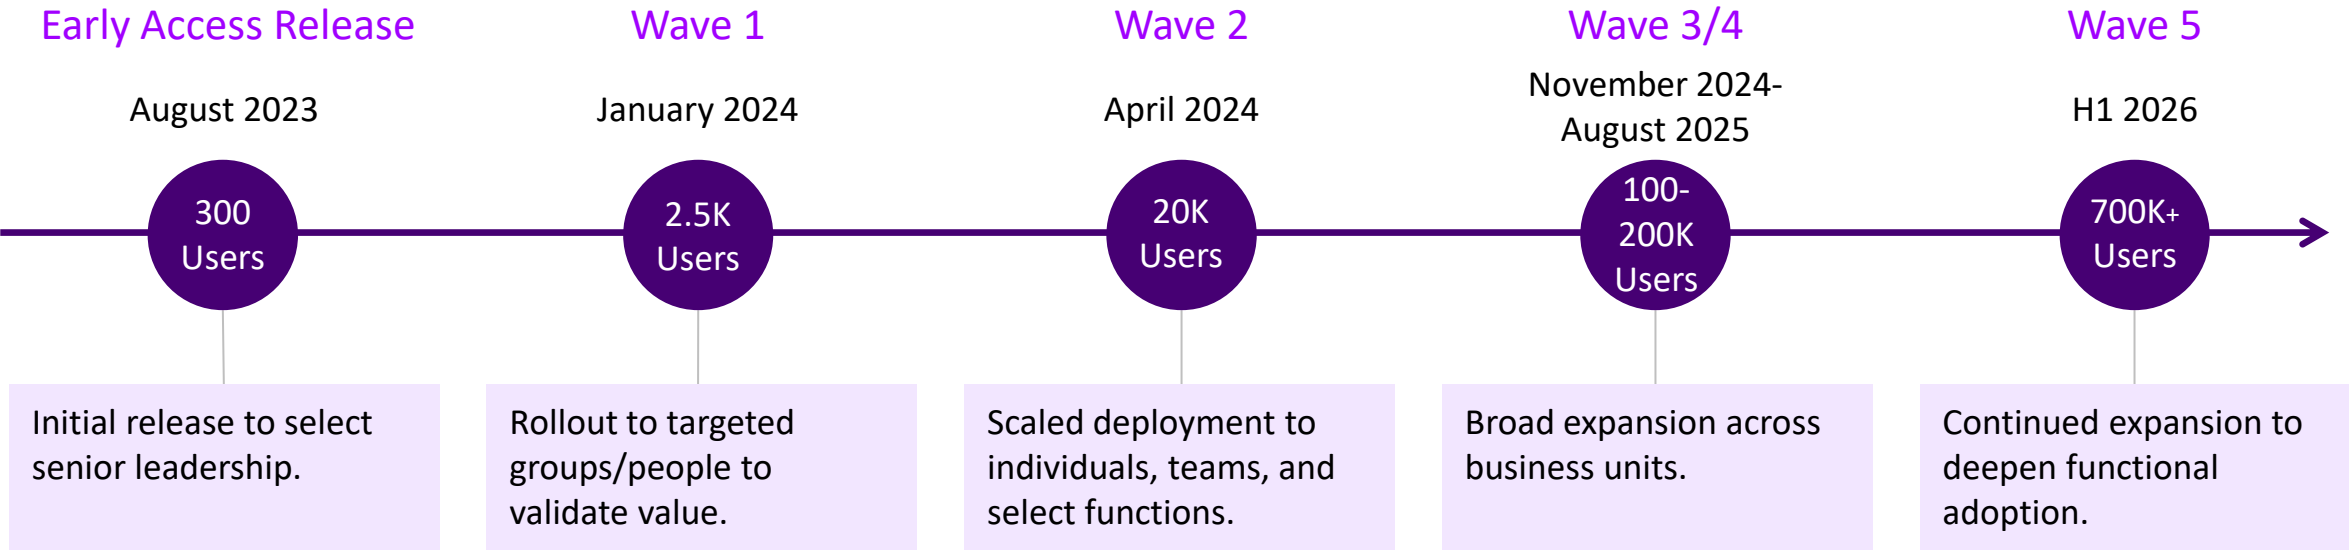 Early Access Release
August 2023
300
Users
Initial release to select
senior leadership.
Wave 1
January 2024
2.5K
Users
Rollout to targeted
groups/people to
validate value.
Wave 2
April 2024
20K
Users
Scaled deployment to
individuals, teams, and
select functions.
Wave 3/4
November 2024-
August 2025
100-
200K
Users
Broad expansion across
business units.
Wave 5
H1 2026
700K+
Users
Continued expansion to
deepen functional
adoption.